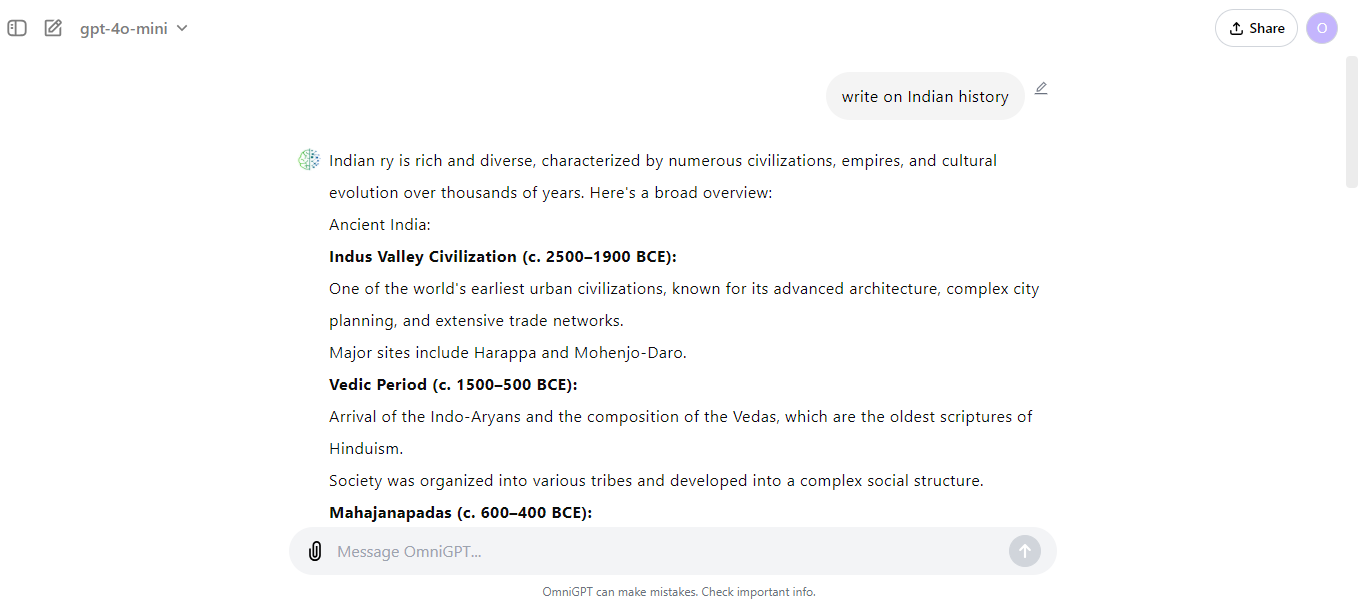 gpt-4o-mini
Share
O
write on Indian history
Indian ry is rich and diverse, characterized by numerous civilizations, empires, and cultural
evolution over thousands of years. Here's a broad overview:
Ancient India:
Indus Valley Civilization (c. 2500–1900 BCE):
One of the world's earliest urban civilizations, known for its advanced architecture, complex city
planning, and extensive trade networks.
Major sites include Harappa and Mohenjo-Daro.
Vedic Period (c. 1500–500 BCE):
Arrival of the Indo-Aryans and the composition of the Vedas, which are the oldest scriptures of
Hinduism.
Society was organized into various tribes and developed into a complex social structure.
Mahajanapadas (c. 600–400 BCE):
Message OmniGPT...
OmniGPT can make mistakes. Check important info.